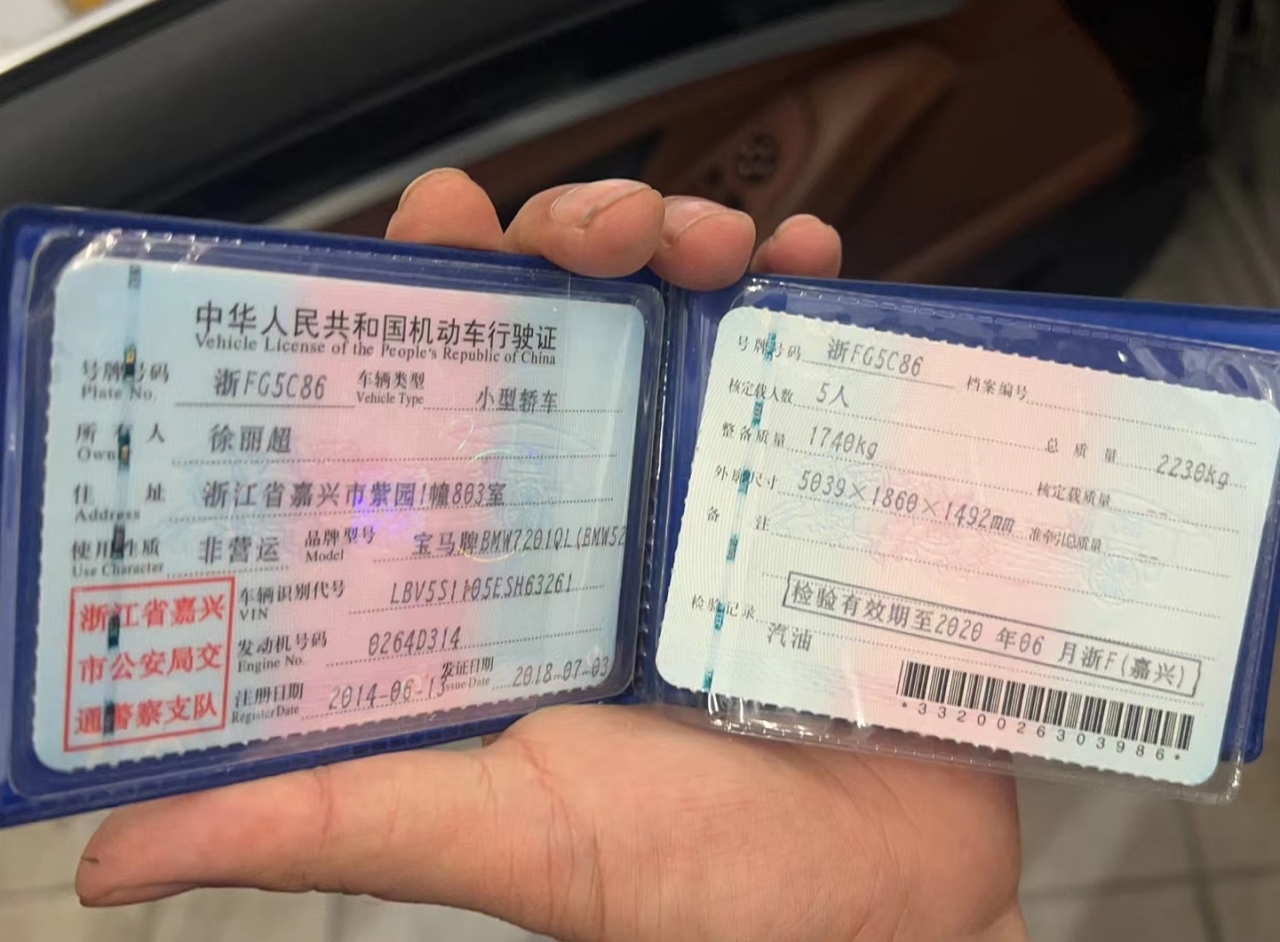 中华人民共和国机动车行驶证
Vehicle License of the People's Republic of China
号牌号码 浙FG5C86 车辆类型 小型轿车
Plate No. Vehicle Type
所有人 徐丽超
Owner
住址 浙江省嘉兴市紫园1幢803室
Address
使用性质 非营运 品牌型号 宝马牌BMW7201QL(BMW52
Use Character Model
浙江省嘉兴
市公安局交
通警察支队
车辆识别代号
VIN
发动机号码 0264D314
Engine No.
注册日期 2014-06-13 发证日期 2018-07-03
Register Date Issue Date
号牌号码 浙FG5C86 档案编号
核定载人数 5人 总质量 2230kg
整备质量 1740kg 核定载质量 --
外廓尺寸 5039×1860×1492mm 准牵引总质量 --
备注
检验有效期至2020年06月浙F(嘉兴)
检验记录
汽油
*3320026303986*